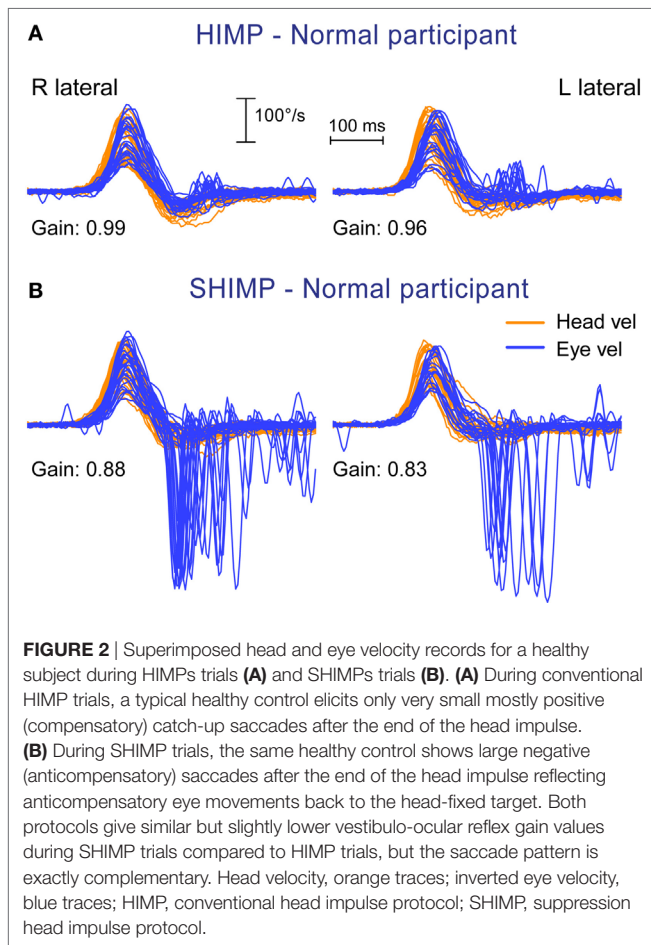 A
HIMP - Normal participant
R lateral
L lateral
100°/s
100 ms
Gain: 0.99
Gain: 0.96
B
SHIMP - Normal participant
Head vel
Eye vel
Gain: 0.88
Gain: 0.83
FIGURE 2 | Superimposed head and eye velocity records for a healthy
subject during HIMPs trials (A) and SHIMPs trials (B). (A) During conventional
HIMP trials, a typical healthy control elicits only very small mostly positive
(compensatory) catch-up saccades after the end of the head impulse.
(B) During SHIMP trials, the same healthy control shows large negative
(anticompensatory) saccades after the end of the head impulse reflecting
anticompensatory eye movements back to the head-fixed target. Both
protocols give similar but slightly lower vestibulo-ocular reflex gain values
during SHIMP trials compared to HIMP trials, but the saccade pattern is
exactly complementary. Head velocity, orange traces; inverted eye velocity,
blue traces; HIMP, conventional head impulse protocol; SHIMP, suppression
head impulse protocol.